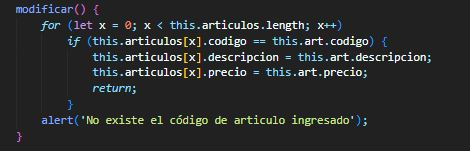 modificar() {
for (let x = 0; x < this.articulos.length; x++)
if (this.articulos[x].codigo == this.art.codigo) {
this.articulos[x].descripcion = this.art.descripcion;
this.articulos[x].precio = this.art.precio;
return;
}
alert('No existe el código de articulo ingresado');
}